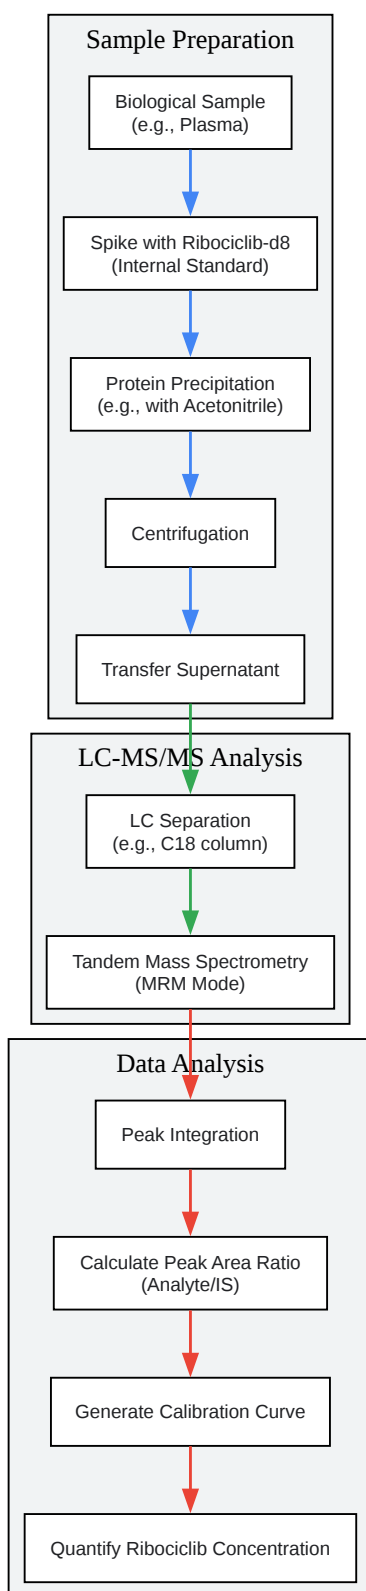 Sample Preparation
Biological Sample
(e.g., Plasma)
Spike with Ribociclib-d8
(Internal Standard)
Protein Precipitation
(e.g., with Acetonitrile)
Centrifugation
Transfer Supernatant
LC-MS/MS Analysis
LC Separation
(e.g., C18 column)
Tandem Mass Spectrometry
(MRM Mode)
Data Analysis
Peak Integration
Calculate Peak Area Ratio
(Analyte/IS)
Generate Calibration Curve
Quantify Ribociclib Concentration